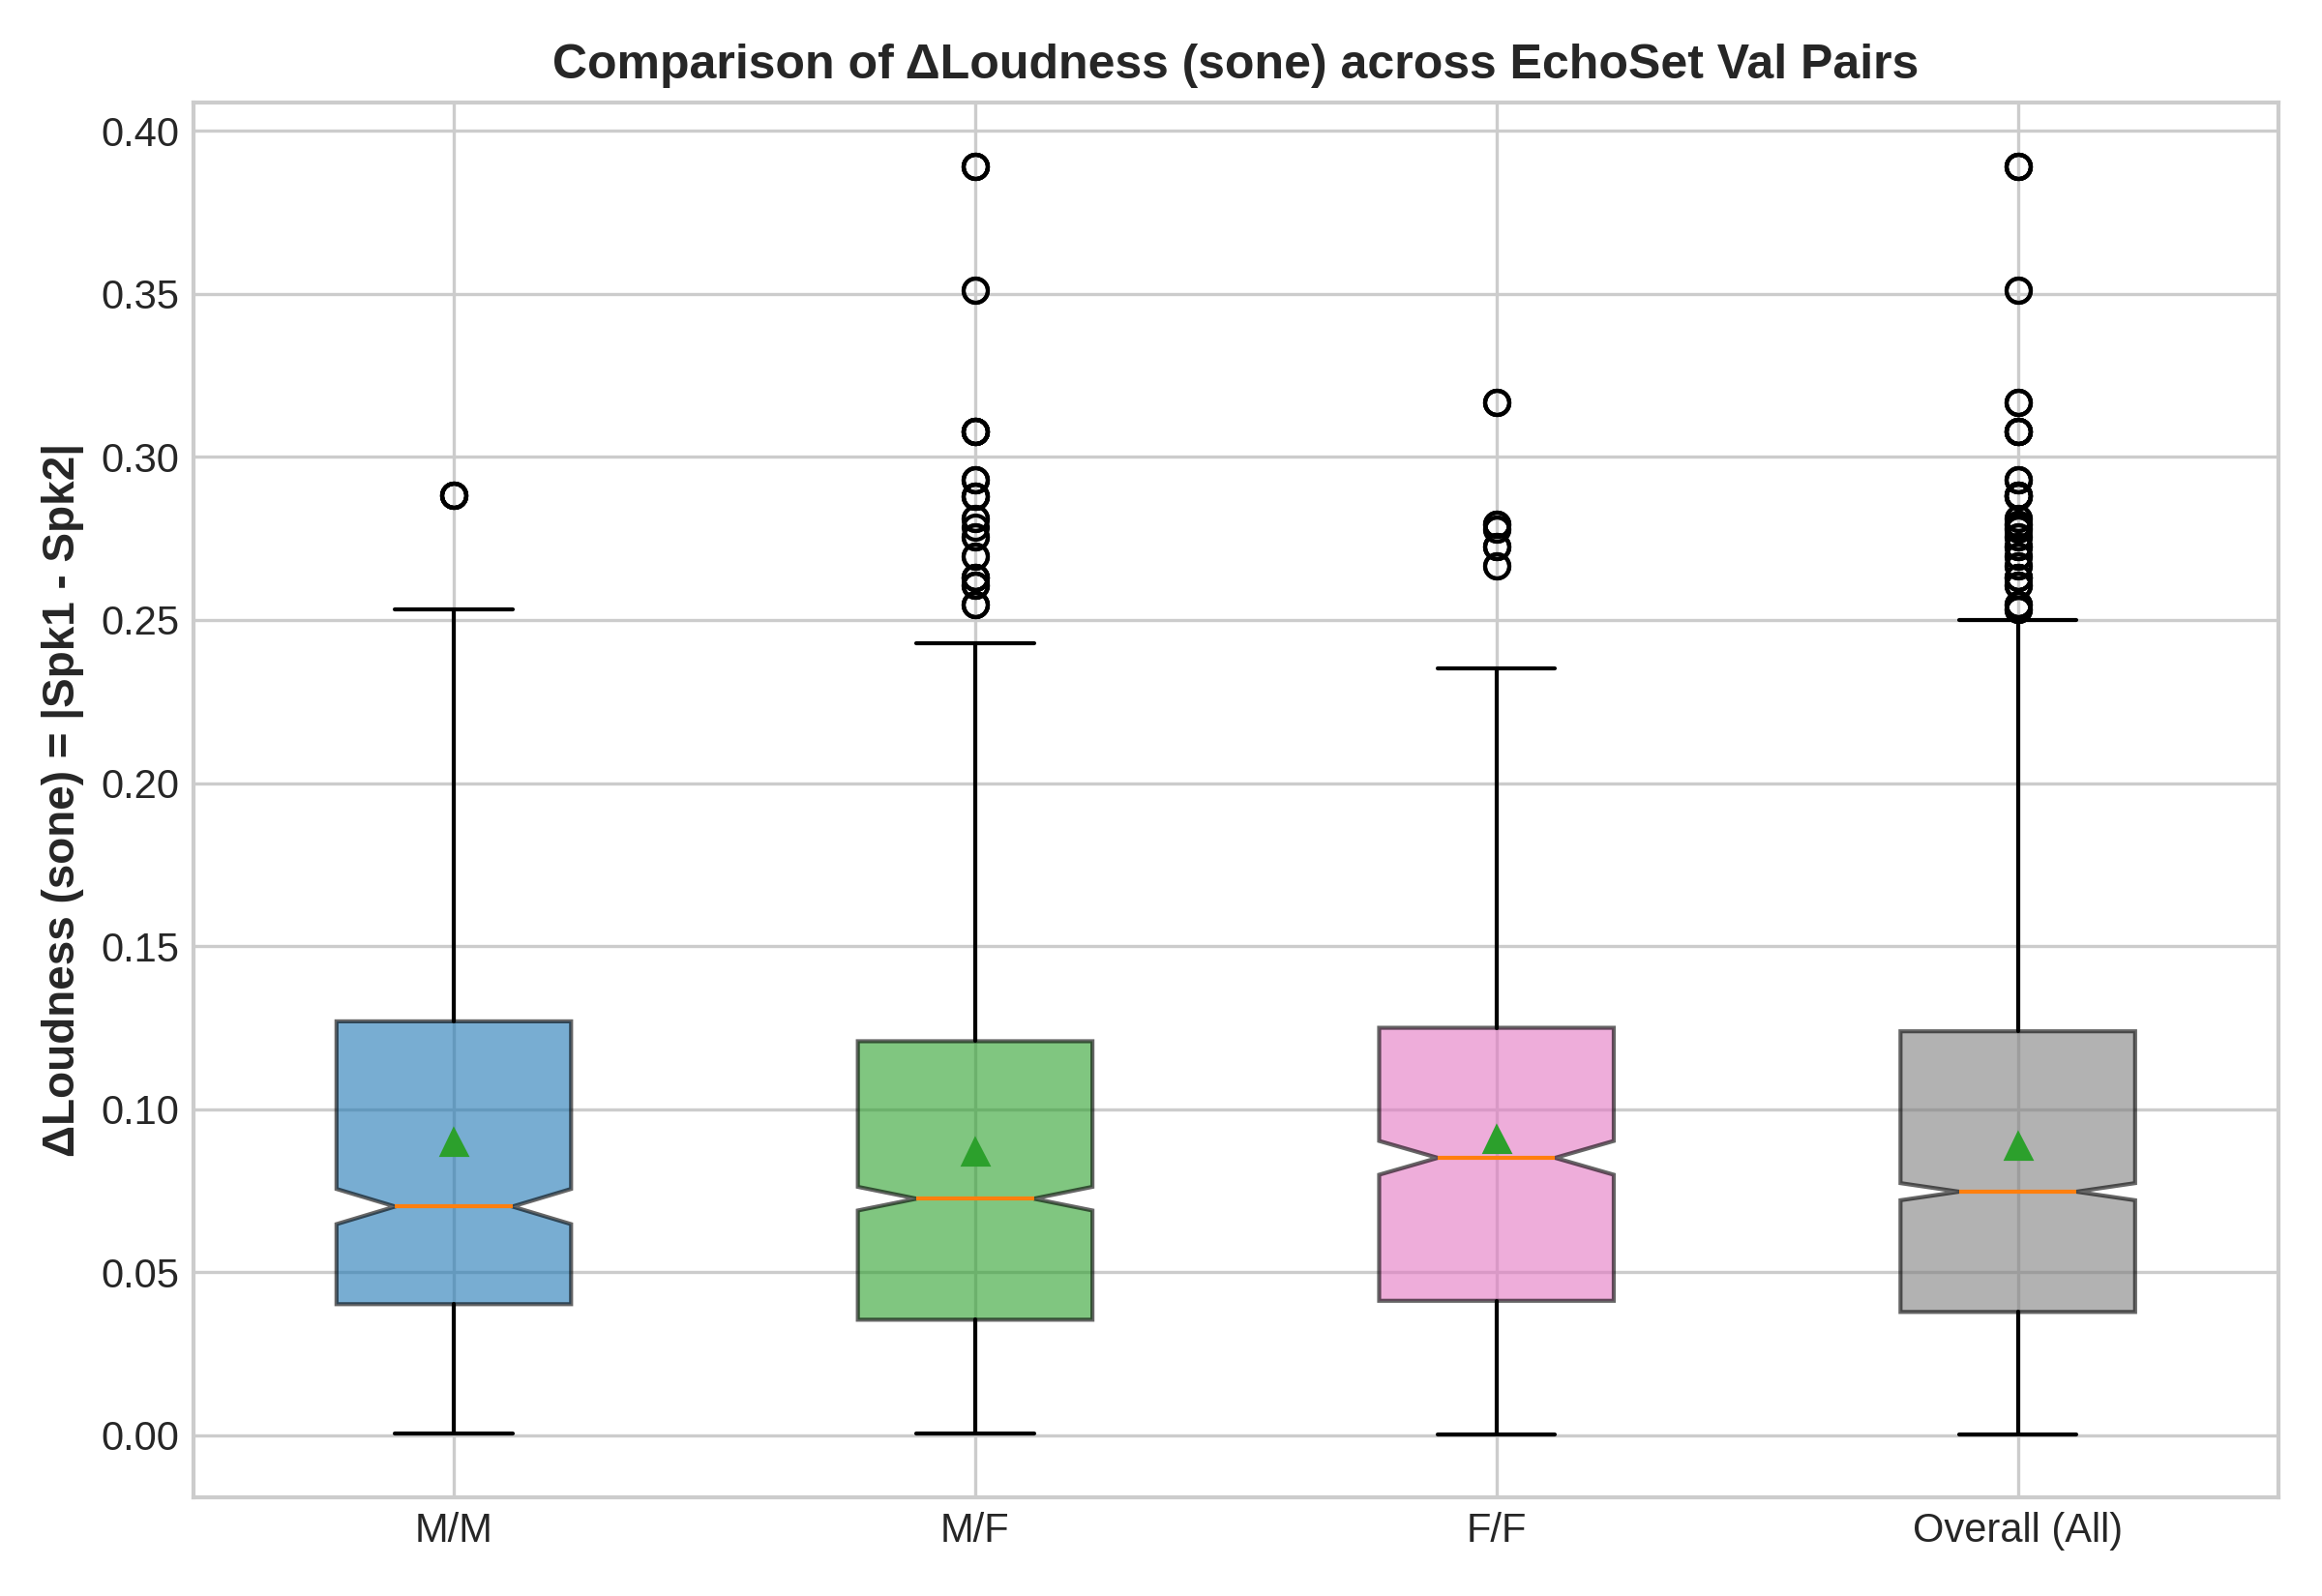 Comparison of ΔLoudness (sone) across EchoSet Val Pairs
ΔLoudness (sone) = |Spk1 - Spk2|
0.40
0.35
0.30
0.25
0.20
0.15
0.10
0.05
0.00
M/M
M/F
F/F
Overall (All)